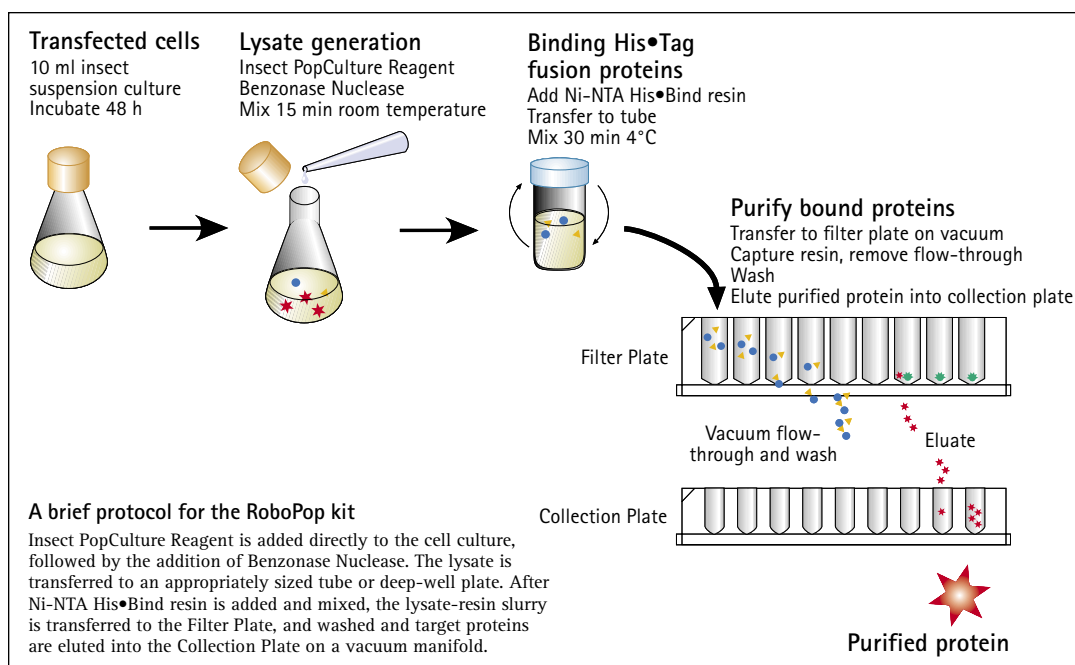 Transfected cells
10 ml insect
suspension culture
Incubate 48 h
Lysate generation
Insect PopCulture Reagent
Benzonase Nuclease
Mix 15 min room temperature
Binding His•Tag
fusion proteins
Add Ni-NTA His•Bind resin
Transfer to tube
Mix 30 min 4°C
Purify bound proteins
Transfer to filter plate on vacuum
Capture resin, remove flow-through
Wash
Elute purified protein into collection plate
Filter Plate
Vacuum flow-
through and wash
Eluate
Collection Plate
A brief protocol for the RoboPop kit
Insect PopCulture Reagent is added directly to the cell culture,
followed by the addition of Benzonase Nuclease. The lysate is
transferred to an appropriately sized tube or deep-well plate. After
Ni-NTA His•Bind resin is added and mixed, the lysate-resin slurry
is transferred to the Filter Plate, and washed and target proteins
are eluted into the Collection Plate on a vacuum manifold.
Purified protein